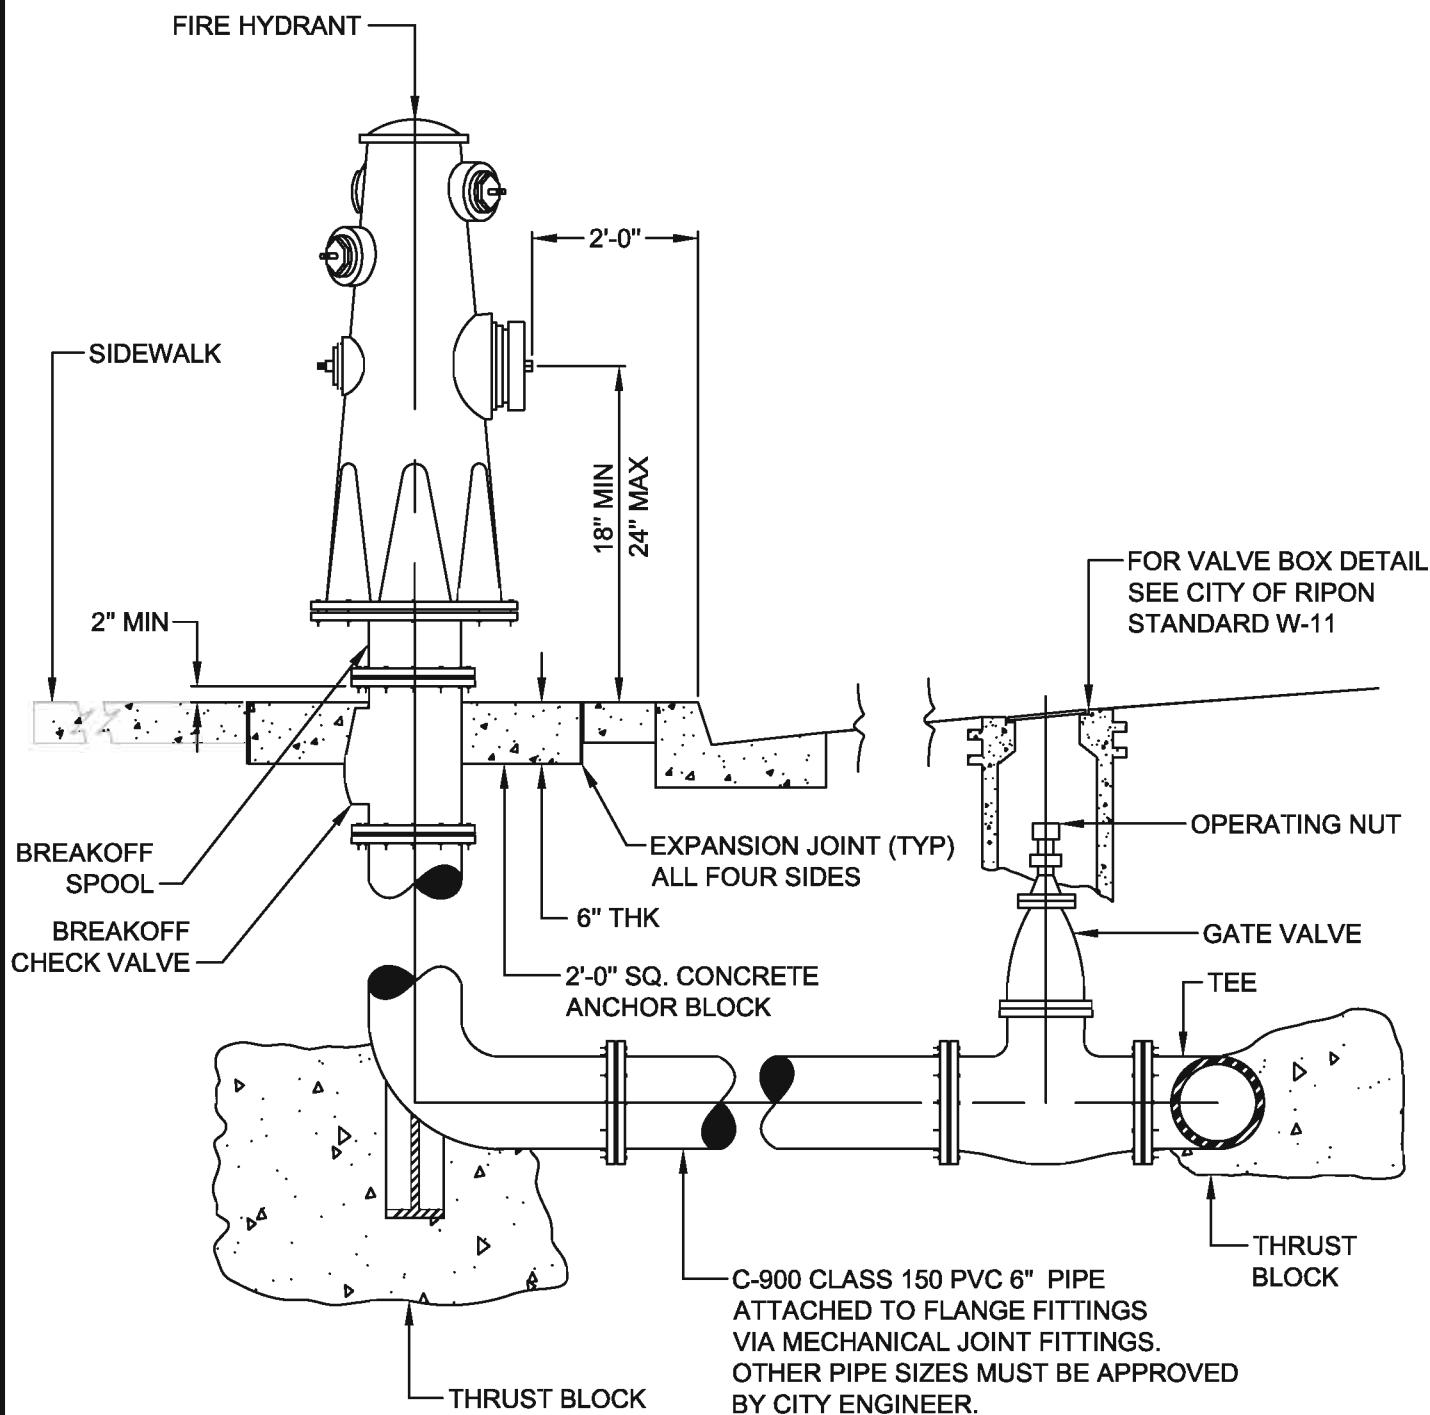 FIRE HYDRANT
2'-0"
SIDEWALK
18" MIN
24" MAX
FOR VALVE BOX DETAIL
SEE CITY OF RIPON
STANDARD W-11
2" MIN
OPERATING NUT
BREAKOFF
SPOOL
EXPANSION JOINT (TYP)
ALL FOUR SIDES
6" THK
BREAKOFF
CHECK VALVE
GATE VALVE
2'-0" SQ. CONCRETE
ANCHOR BLOCK
TEE
THRUST
BLOCK
C-900 CLASS 150 PVC 6" PIPE
ATTACHED TO FLANGE FITTINGS
VIA MECHANICAL JOINT FITTINGS.
OTHER PIPE SIZES MUST BE APPROVED
BY CITY ENGINEER.
THRUST BLOCK